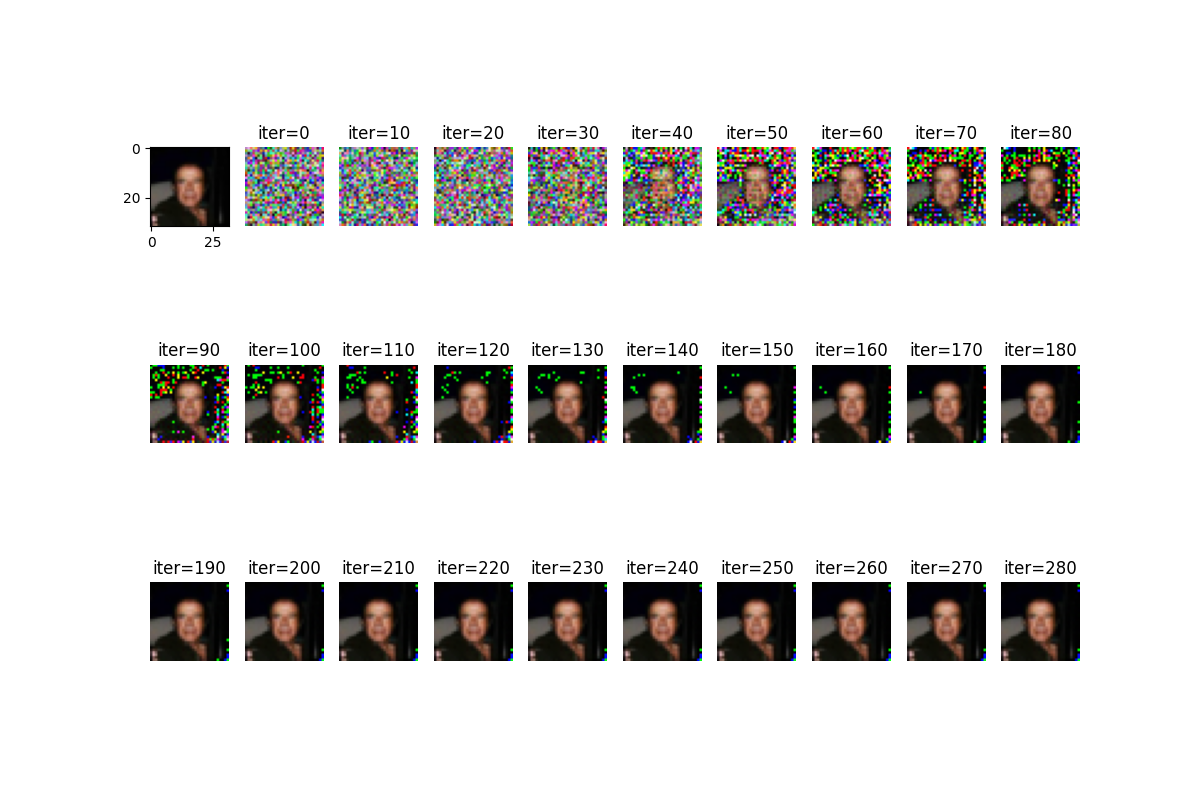 iter=0 iter=10 iter=20 iter=30 iter=40 iter=50 iter=60 iter=70 iter=80
0
20
0 25
iter=90 iter=100 iter=110 iter=120 iter=130 iter=140 iter=150 iter=160 iter=170 iter=180
iter=190 iter=200 iter=210 iter=220 iter=230 iter=240 iter=250 iter=260 iter=270 iter=280